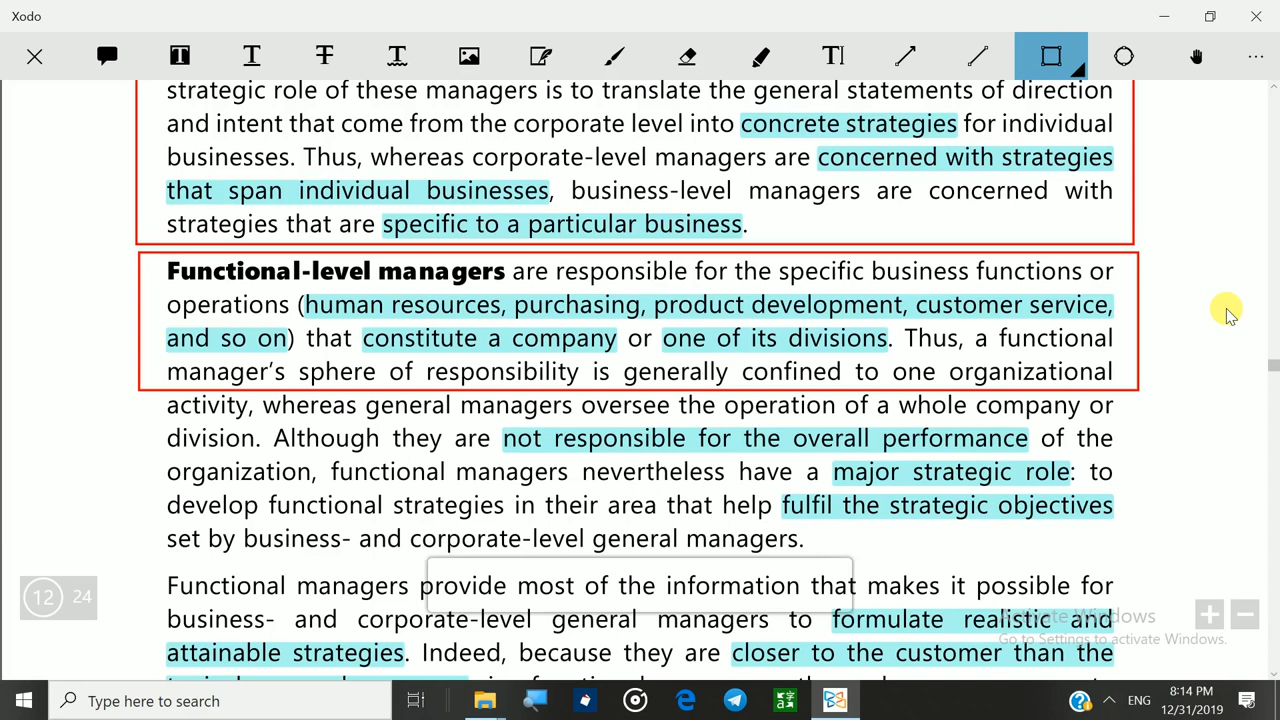 Xodo
strategic role of these managers is to translate the general statements of direction
and intent that come from the corporate level into concrete strategies for individual
businesses. Thus, whereas corporate-level managers are concerned with strategies
that span individual businesses, business-level managers are concerned with
strategies that are specific to a particular business.
Functional-level managers are responsible for the specific business functions or
operations (human resources, purchasing, product development, customer service,
and so on) that constitute a company or one of its divisions. Thus, a functional
manager’s sphere of responsibility is generally confined to one organizational
activity, whereas general managers oversee the operation of a whole company or
division. Although they are not responsible for the overall performance of the
organization, functional managers nevertheless have a major strategic role: to
develop functional strategies in their area that help fulfil the strategic objectives
set by business- and corporate-level general managers.
Functional managers provide most of the information that makes it possible for
business- and corporate-level general managers to formulate realistic and
attainable strategies. Indeed, because they are closer to the customer than the
12 24
Activate Windows
Go to Settings to activate Windows.
Type here to search
ENG
8:14 PM
12/31/2019